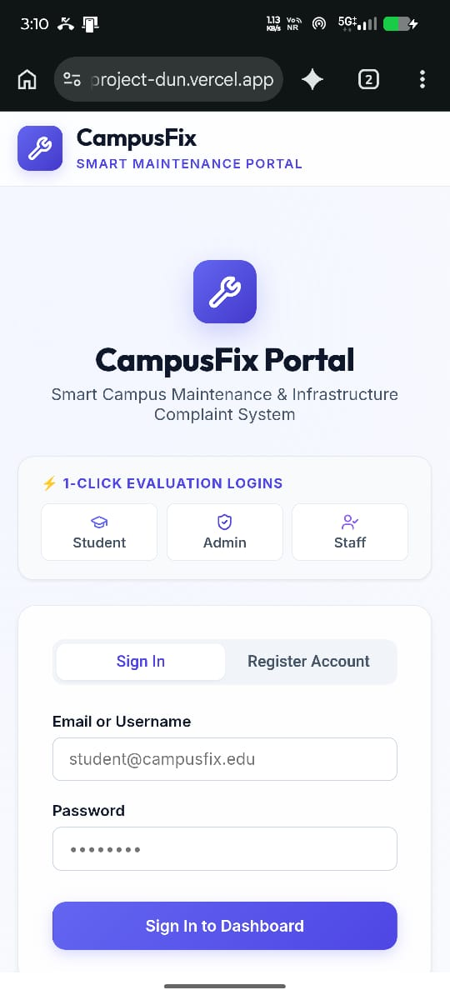 3:10
1.13 KB/s
Vo NR
5G‡
project-dun.vercel.app
2
CampusFix
SMART MAINTENANCE PORTAL
CampusFix Portal
Smart Campus Maintenance & Infrastructure
Complaint System
⚡ 1-CLICK EVALUATION LOGINS
Student
Admin
Staff
Sign In
Register Account
Email or Username
student@campusfix.edu
Password
••••••••
Sign In to Dashboard